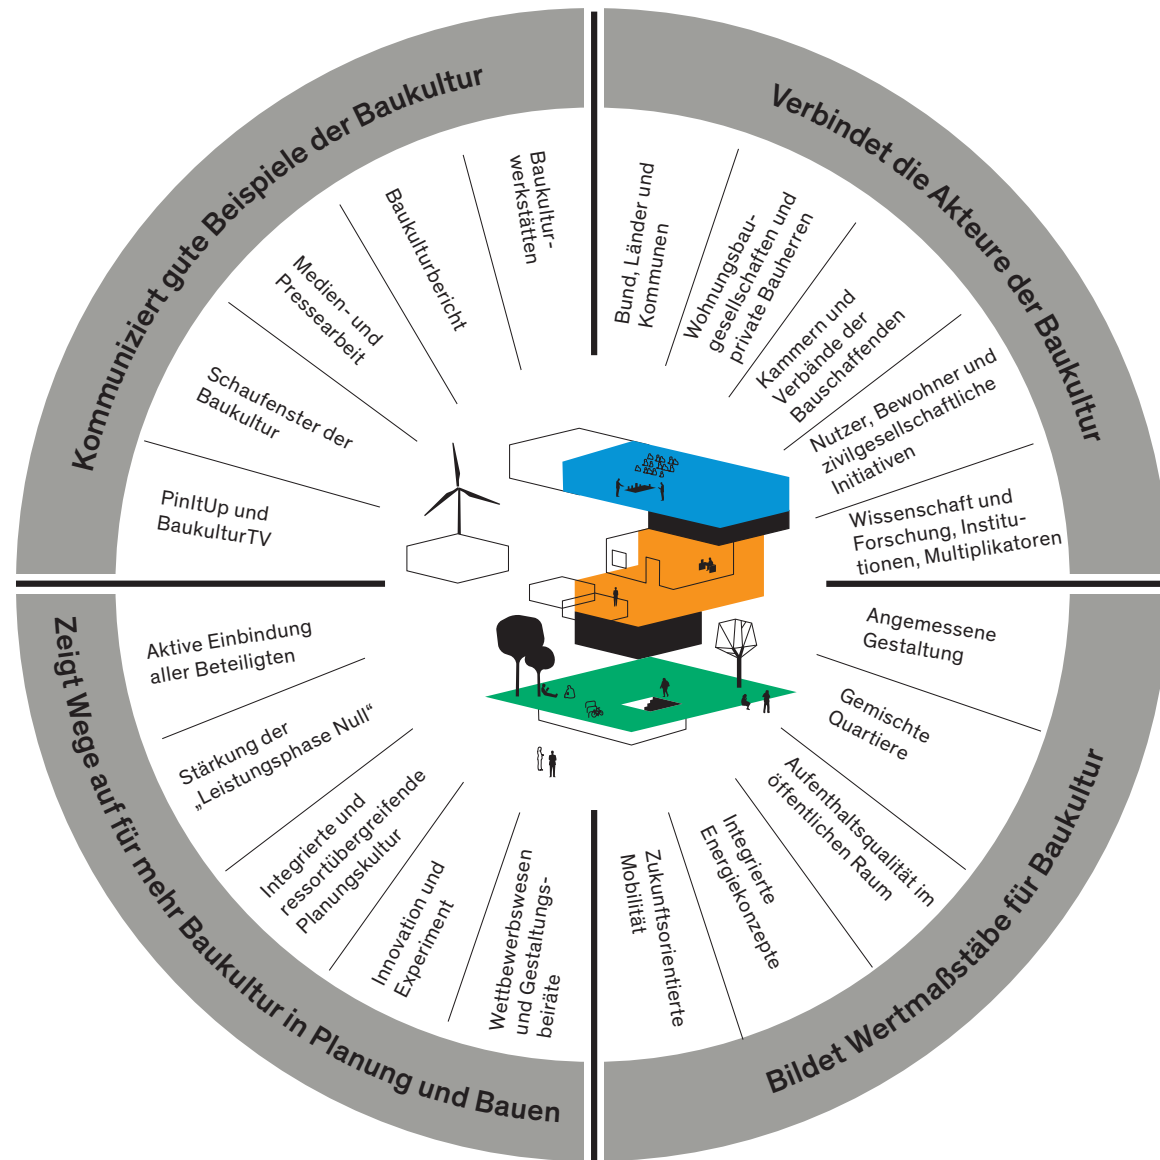 Kommuniziert gute Beispiele der Baukultur
PinItUp und
BaukulturTV
Schaufenster der
Baukultur
Medien- und
Pressearbeit
Baukulturbericht
Baukultur-
werkstätten
Verbindet die Akteure der Baukultur
Bund, Länder und
Kommunen
Wohnungsbau-
gesellschaften und
private Bauherren
Kammern und
Verbände der
Bauschaffenden
Nutzer, Bewohner und
zivilgesellschaftliche
Initiativen
Wissenschaft und
Forschung, Institu-
tionen, Multiplikatoren
Bildet Wertmaßstäbe für Baukultur
Angemessene
Gestaltung
Gemischte
Quartiere
Aufenthaltsqualität im
öffentlichen Raum
Integrierte
Energiekonzepte
Zukunftsorientierte
Mobilität
Zeigt Wege auf für mehr Baukultur in Planung und Bauen
Aktive Einbindung
aller Beteiligten
Stärkung der
„Leistungsphase Null“
Integrierte und
ressortübergreifende
Planungskultur
Innovation und
Experiment
Wettbewerbswesen
und Gestaltungs-
beiräte